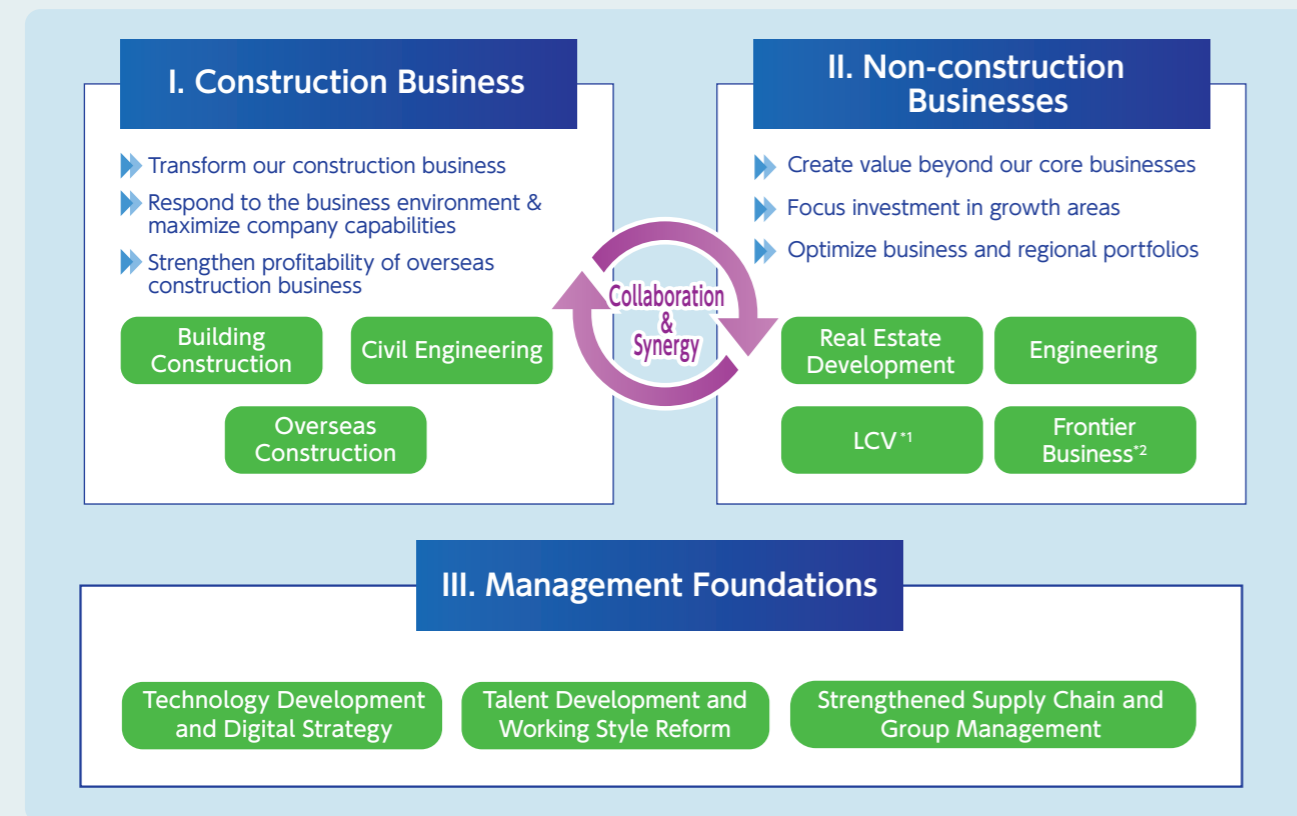 I. Construction Business
Transform our construction business
Respond to the business environment &
maximize company capabilities
Strengthen profitability of overseas
construction business
Building
Construction
Civil Engineering
Overseas
Construction
Collaboration
&
Synergy
II. Non-construction
Businesses
Create value beyond our core businesses
Focus investment in growth areas
Optimize business and regional portfolios
Real Estate
Development
Engineering
LCV*1
Frontier
Business*2
III. Management Foundations
Technology Development
and Digital Strategy
Talent Development and
Working Style Reform
Strengthened Supply Chain and
Group Management